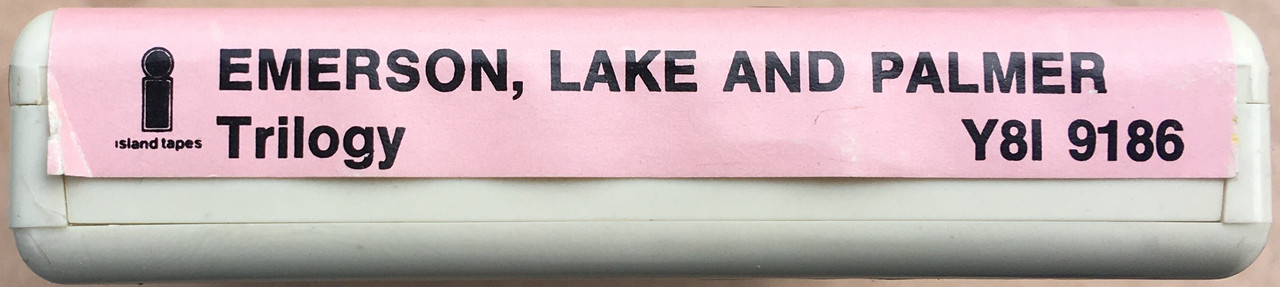 EMERSON, LAKE AND PALMER
island tapes
Trilogy
Y8I 9186